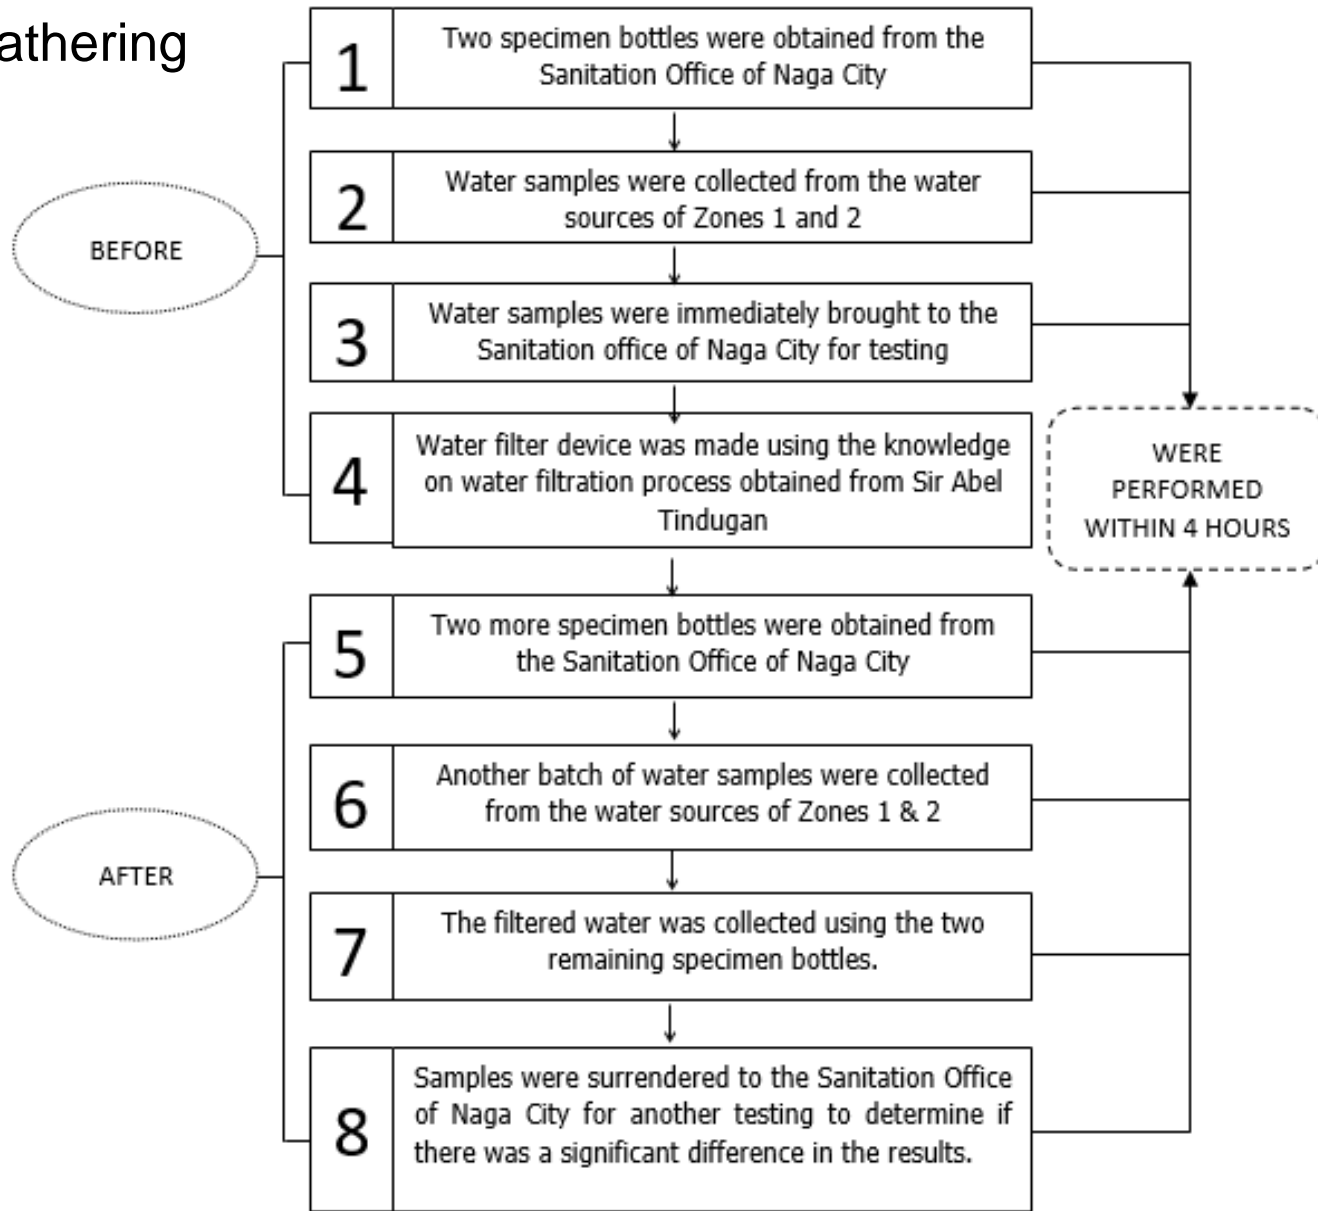 athering
1
Two specimen bottles were obtained from the
Sanitation Office of Naga City
2
Water samples were collected from the water
sources of Zones 1 and 2
BEFORE
3
Water samples were immediately brought to the
Sanitation office of Naga City for testing
4
Water filter device was made using the knowledge
on water filtration process obtained from Sir Abel
Tindugan
WERE
PERFORMED
WITHIN 4 HOURS
5
Two more specimen bottles were obtained from
the Sanitation Office of Naga City
6
Another batch of water samples were collected
from the water sources of Zones 1 & 2
AFTER
7
The filtered water was collected using the two
remaining specimen bottles.
8
Samples were surrendered to the Sanitation Office
of Naga City for another testing to determine if
there was a significant difference in the results.